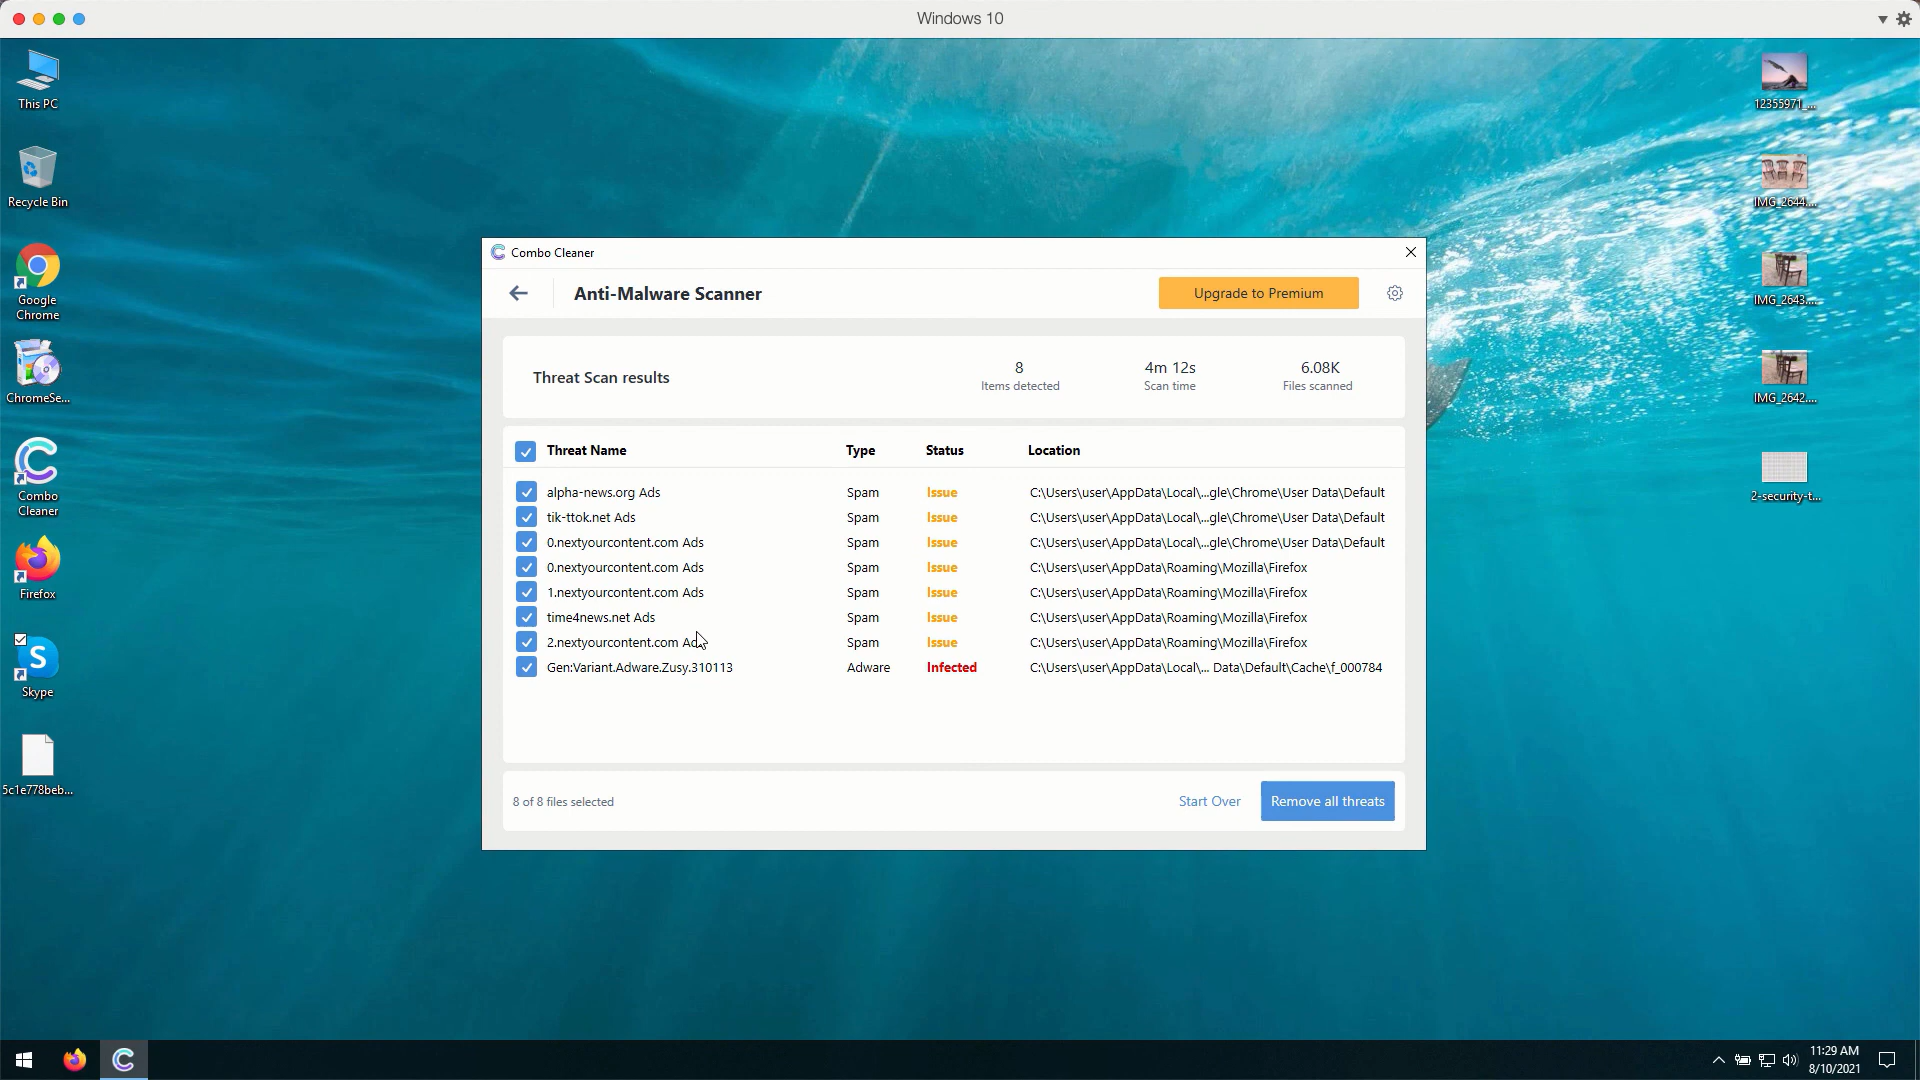 Windows 10
This PC
Recycle Bin
Google
Chrome
ChromeSe...
Combo
Cleaner
Firefox
Skype
5c1e778beb...
12355971_...
IMG_2644....
IMG_2643....
IMG_2642....
2-security-t...
Combo Cleaner
Anti-Malware Scanner
Upgrade to Premium
Threat Scan results
8
Items detected
4m 12s
Scan time
6.08K
Files scanned
Threat Name Type Status Location
alpha-news.org Ads Spam Issue C:\Users\user\AppData\Local\...gle\Chrome\User Data\Default
tik-ttok.net Ads Spam Issue C:\Users\user\AppData\Local\...gle\Chrome\User Data\Default
0.nextyourcontent.com Ads Spam Issue C:\Users\user\AppData\Local\...gle\Chrome\User Data\Default
0.nextyourcontent.com Ads Spam Issue C:\Users\user\AppData\Roaming\Mozilla\Firefox
1.nextyourcontent.com Ads Spam Issue C:\Users\user\AppData\Roaming\Mozilla\Firefox
time4news.net Ads Spam Issue C:\Users\user\AppData\Roaming\Mozilla\Firefox
2.nextyourcontent.com Ads Spam Issue C:\Users\user\AppData\Roaming\Mozilla\Firefox
Gen:Variant.Adware.Zusy.310113 Adware Infected C:\Users\user\AppData\Local\... Data\Default\Cache\f_000784
8 of 8 files selected
Start Over
Remove all threats
11:29 AM
8/10/2021